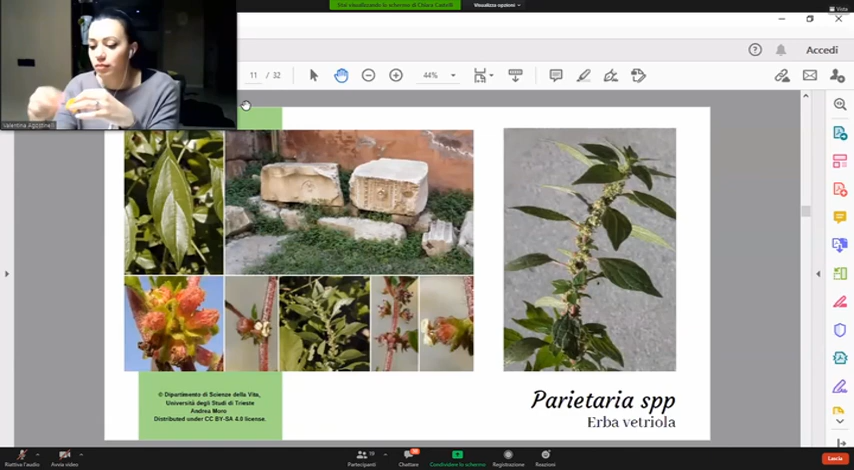 Stai visualizzando lo schermo di Chiara Castelli
Visualizza opzioni
Vista
Accedi
11 / 32
44%
Valentina Agostinelli
© Dipartimento di Scienze della Vita,
Università degli Studi di Trieste
Andrea Moro
Distributed under CC BY-SA 4.0 license.
Parietaria spp
Erba vetriola
Riattiva l'audio
Avvia video
Partecipanti
Chattare
Condividere lo schermo
Registrazione
Reazioni
Lascia